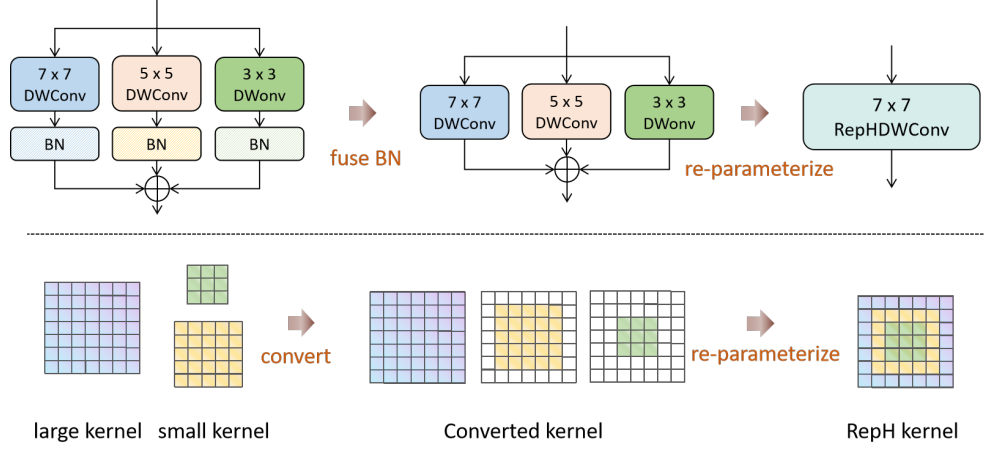 7 x 7
DWConv
5 x 5
DWConv
3 x 3
DWonv
BN
BN
BN
fuse BN
7 x 7
DWConv
5 x 5
DWConv
3 x 3
DWonv
re-parameterize
7 x 7
RepHDWConv
convert
re-parameterize
large kernel
small kernel
Converted kernel
RepH kernel